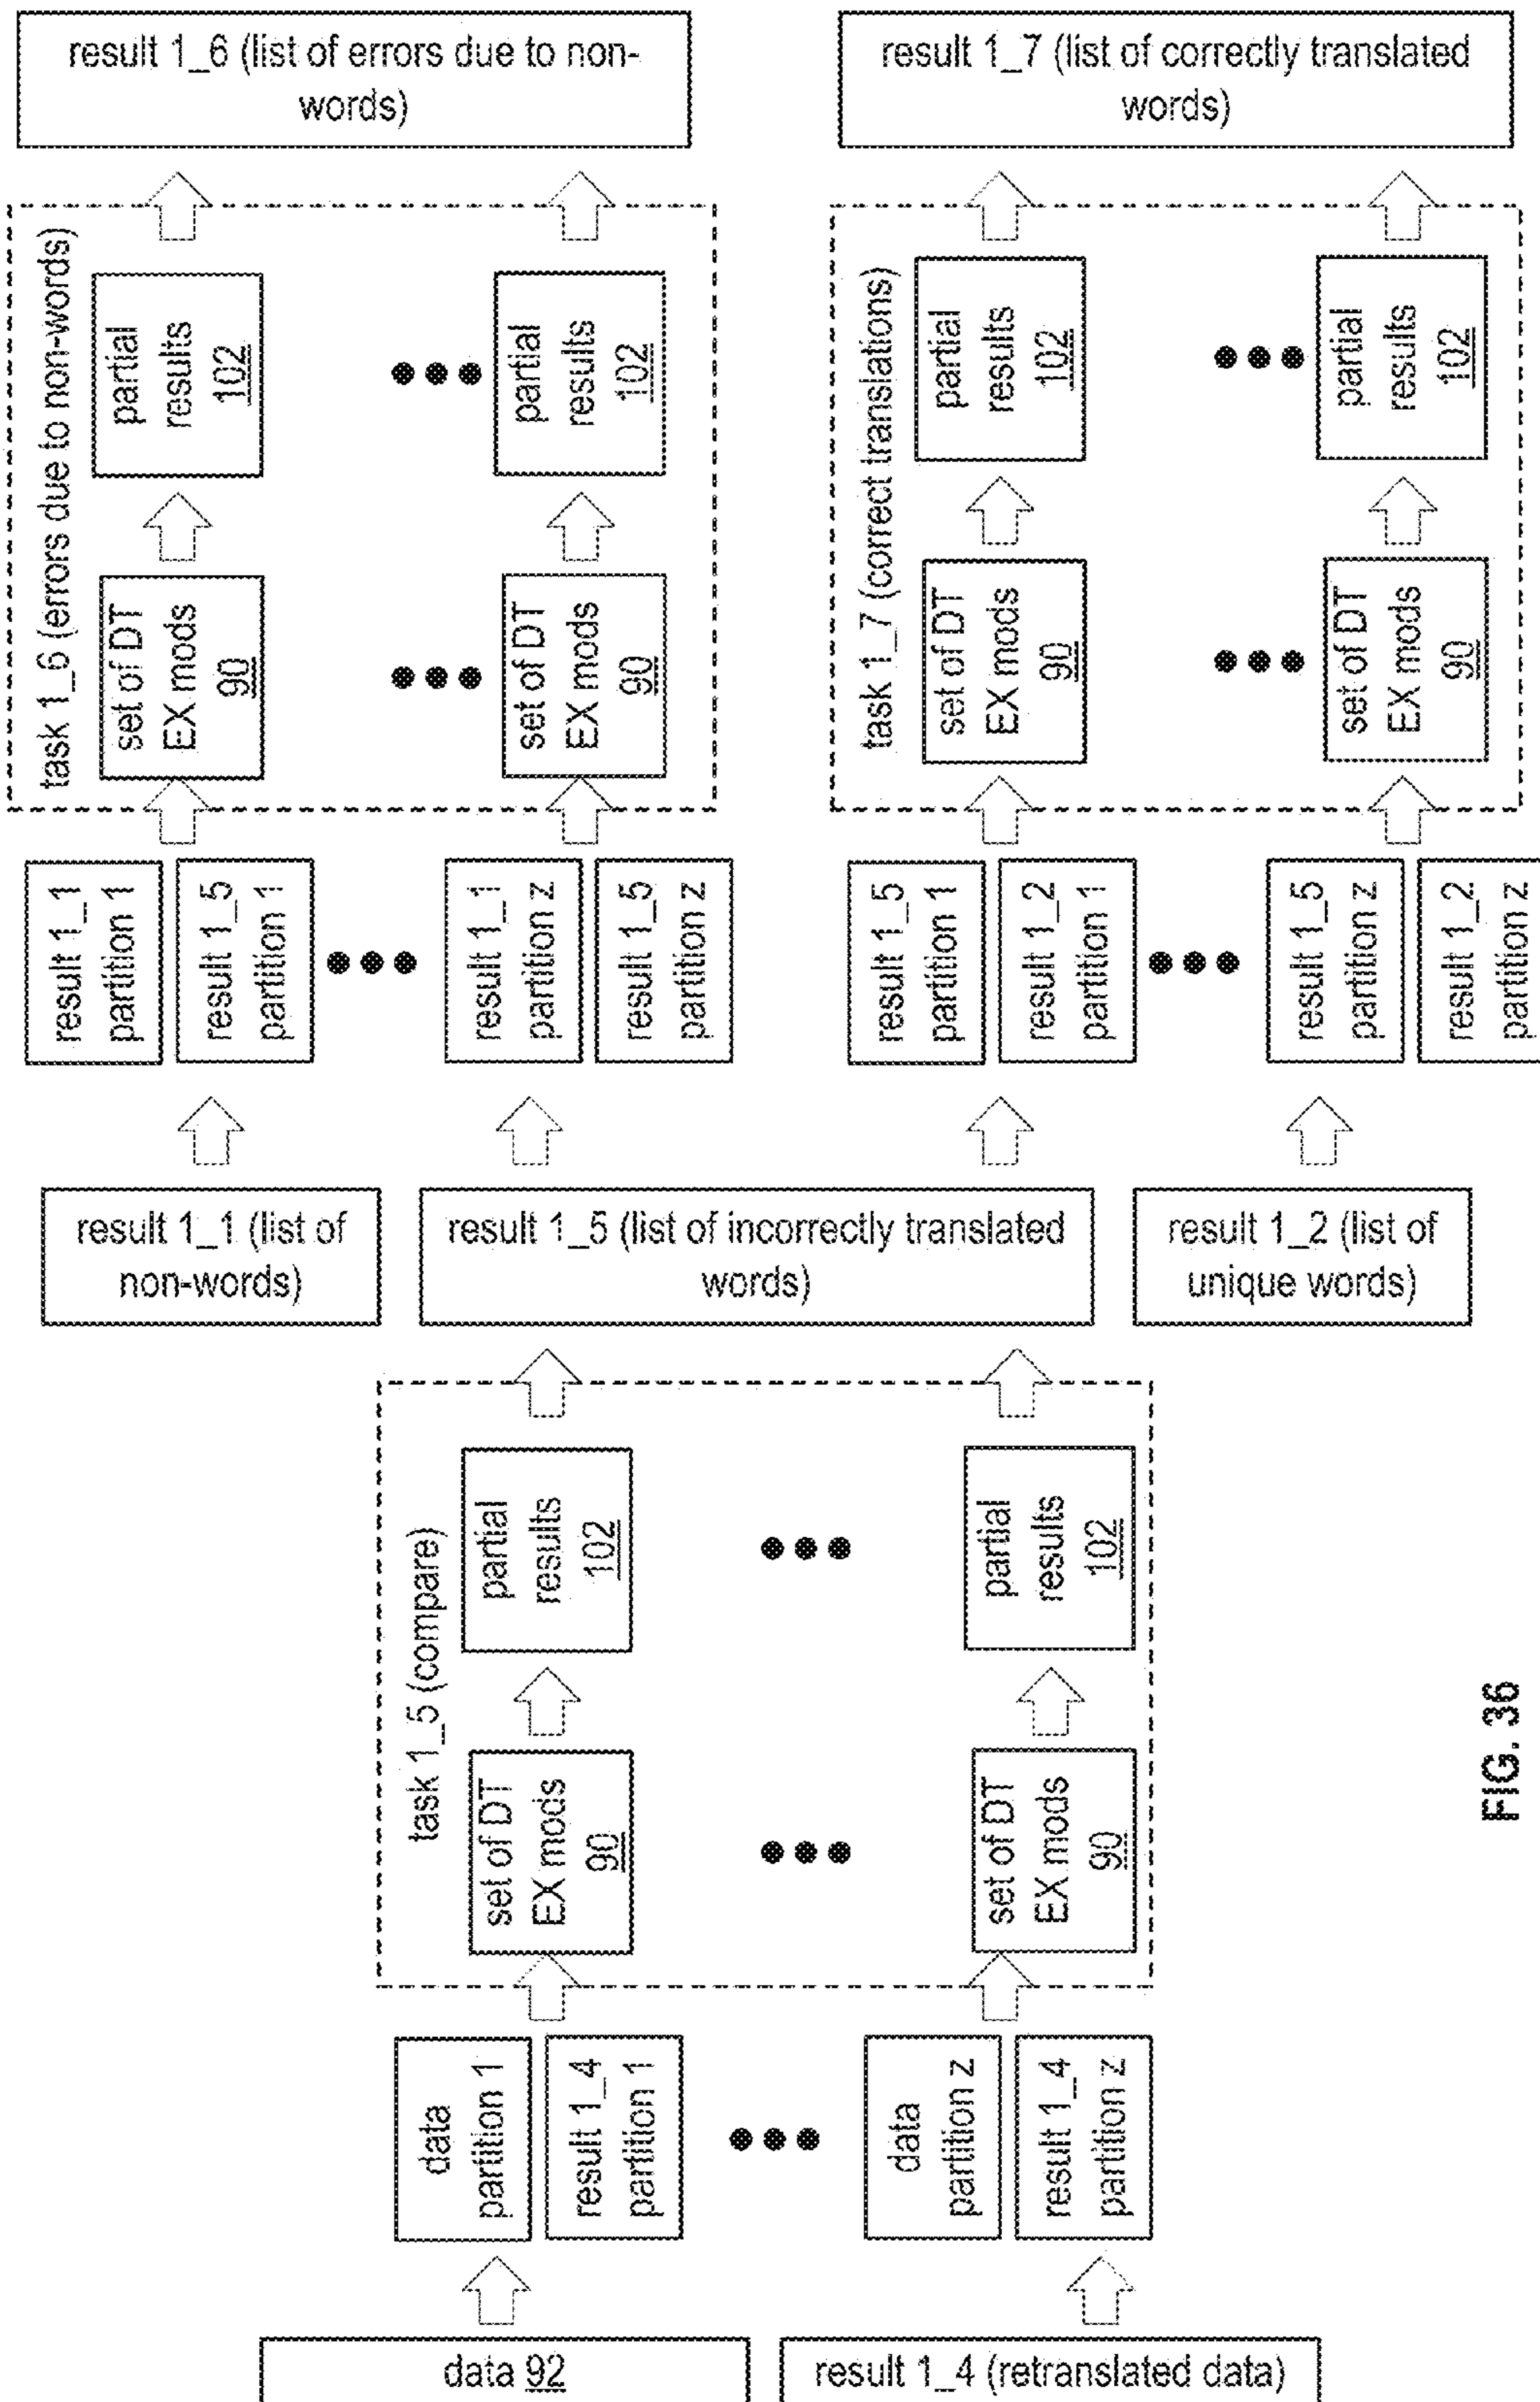 result 1_6 (list of errors due to non-
words)
result 1_7 (list of correctly translated
words)
task 1_6 (errors due to non-words)
set of DT
EX mods
90
partial
results
102
set of DT
EX mods
90
partial
results
102
task 1_7 (correct translations)
set of DT
EX mods
90
partial
results
102
set of DT
EX mods
90
partial
results
102
result 1_1
partition 1
result 1_5
partition 1
result 1_1
partition z
result 1_5
partition z
result 1_5
partition 1
result 1_2
partition 1
result 1_5
partition z
result 1_2
partition z
result 1_1 (list of
non-words)
result 1_5 (list of incorrectly translated
words)
result 1_2 (list of
unique words)
task 1_5 (compare)
set of DT
EX mods
90
partial
results
102
set of DT
EX mods
90
partial
results
102
data
partition 1
result 1_4
partition 1
data
partition z
result 1_4
partition z
data 92
result 1_4 (retranslated data)
FIG. 36